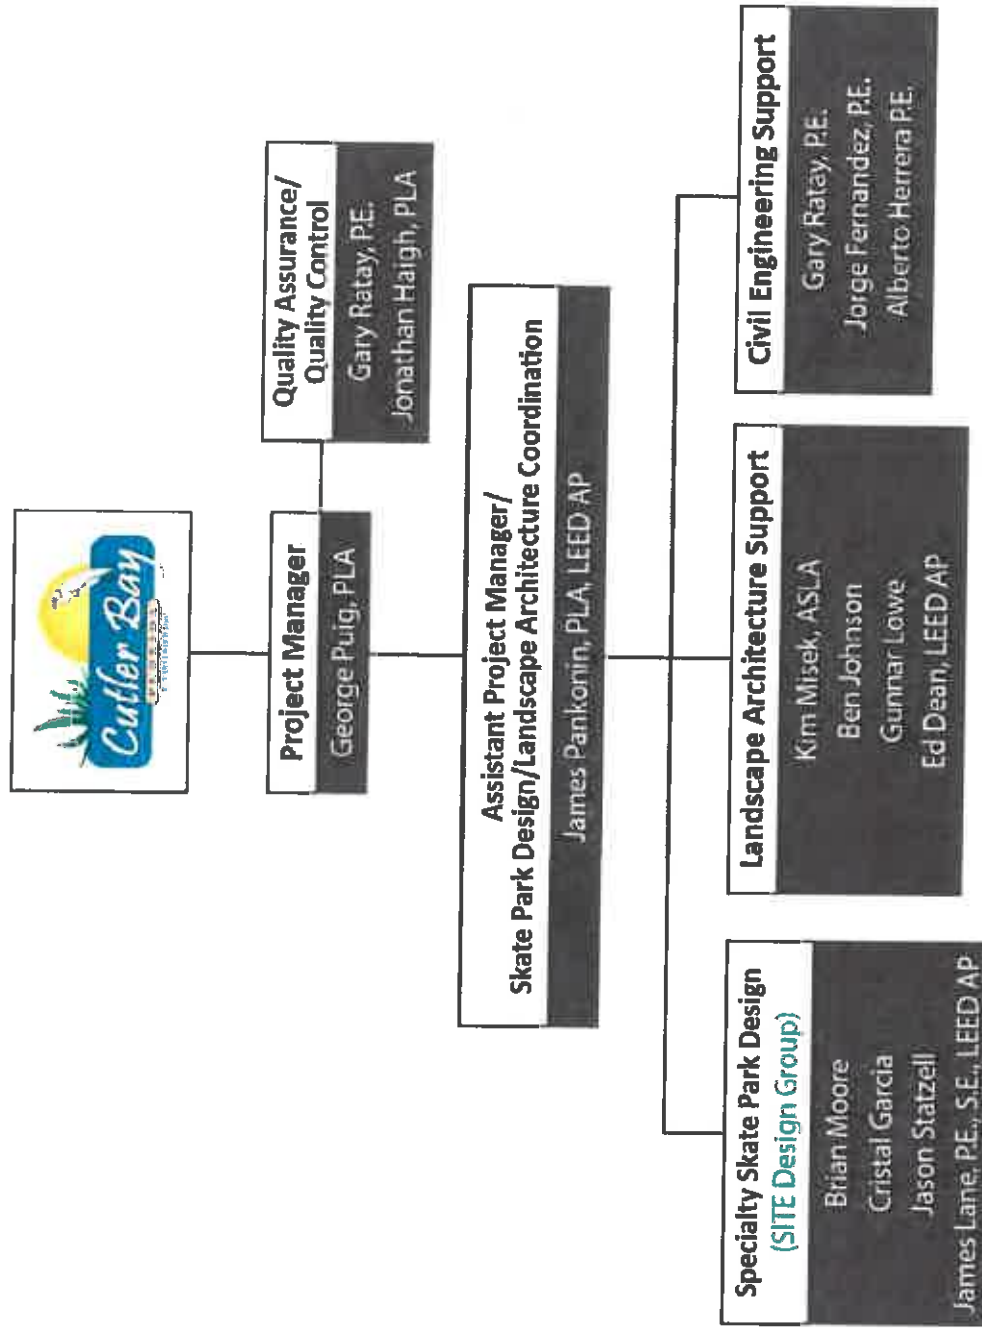 Cutler Bay
Project Manager
George Puig, PLA
Quality Assurance/
Quality Control
Gary Ratay, P.E.
Jonathan Haigh, PLA
Assistant Project Manager/
Skate Park Design/Landscape Architecture Coordination
James Pankonin, PLA, LEED AP
Specialty Skate Park Design
(SITE Design Group)
Brian Moore
Cristal Garcia
Jason Statzell
James Lane, P.E., S.E., LEED AP
Landscape Architecture Support
Kim Misek, ASLA
Ben Johnson
Gunnar Lowe
Ed Dean, LEED AP
Civil Engineering Support
Gary Ratay, P.E.
Jorge Fernandez, P.E.
Alberto Herrera P.E.